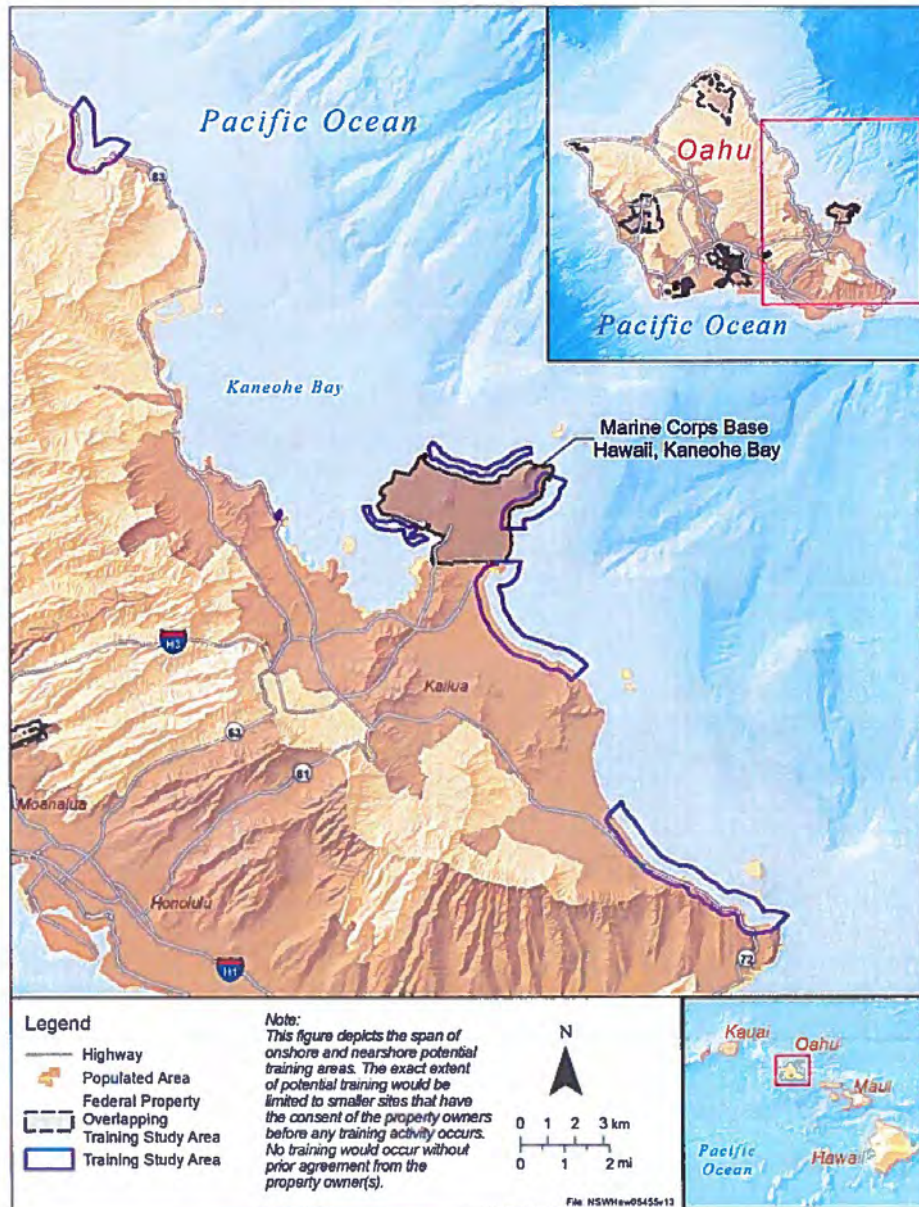 Pacific Ocean
Oahu
Pacific Ocean
83
Kaneohe Bay
Marine Corps Base
Hawaii, Kaneohe Bay
H3
Kailua
63
61
Moanalua
Honolulu
72
H1
Legend
Highway
Populated Area
Federal Property
Overlapping
Training Study Area
Training Study Area
Note:
This figure depicts the span of
onshore and nearshore potential
training areas. The exact extent
of potential training would be
limited to smaller sites that have
the consent of the property owners
before any training activity occurs.
No training would occur without
prior agreement from the
property owner(s).
N
0 1 2 3 km
0 1 2 mi
File: NSWHaw05455v13
Kauai
Oahu
Maui
Pacific
Ocean
Hawaii